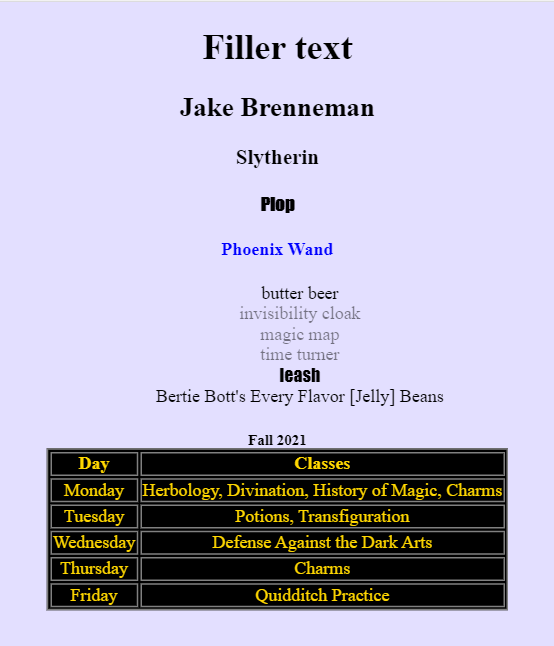 Filler text
Jake Brenneman
Slytherin
Plop
Phoenix Wand
butter beer
invisibility cloak
magic map
time turner
leash
Bertie Bott's Every Flavor [Jelly] Beans
Fall 2021
Day Classes
Monday Herbology, Divination, History of Magic, Charms
Tuesday Potions, Transfiguration
Wednesday Defense Against the Dark Arts
Thursday Charms
Friday Quidditch Practice